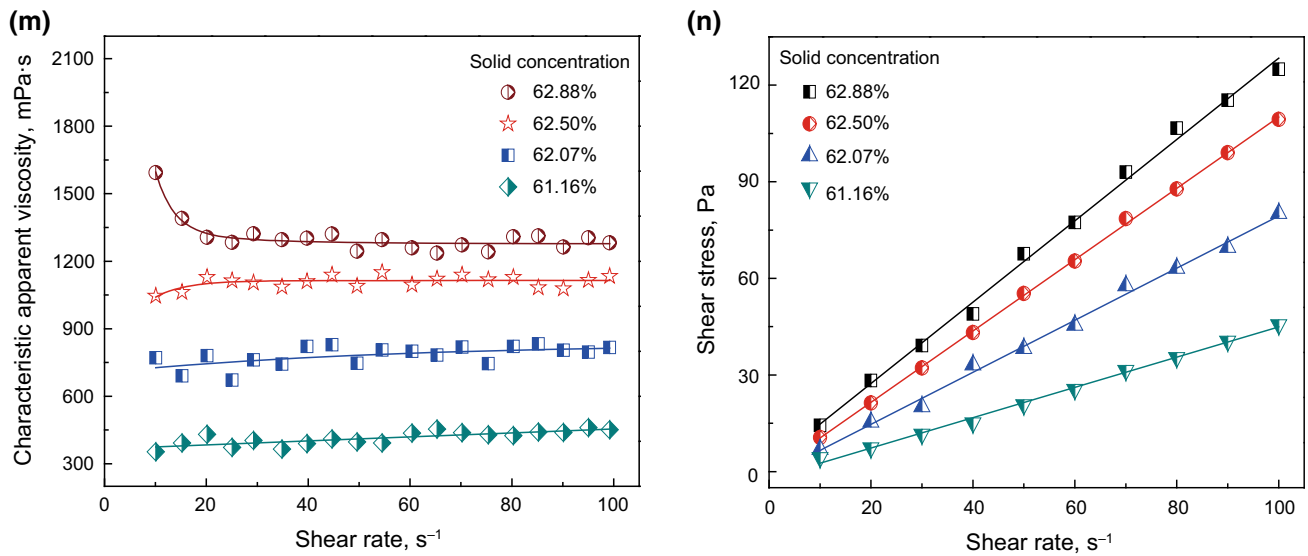 (m)
Characteristic apparent viscosity, mPa·s
2100
1800
1500
1200
900
600
300
Solid concentration
62.88%
62.50%
62.07%
61.16%
0 20 40 60 80 100
Shear rate, s⁻¹
(n)
Shear stress, Pa
120
90
60
30
0
Solid concentration
62.88%
62.50%
62.07%
61.16%
0 20 40 60 80 100
Shear rate, s⁻¹